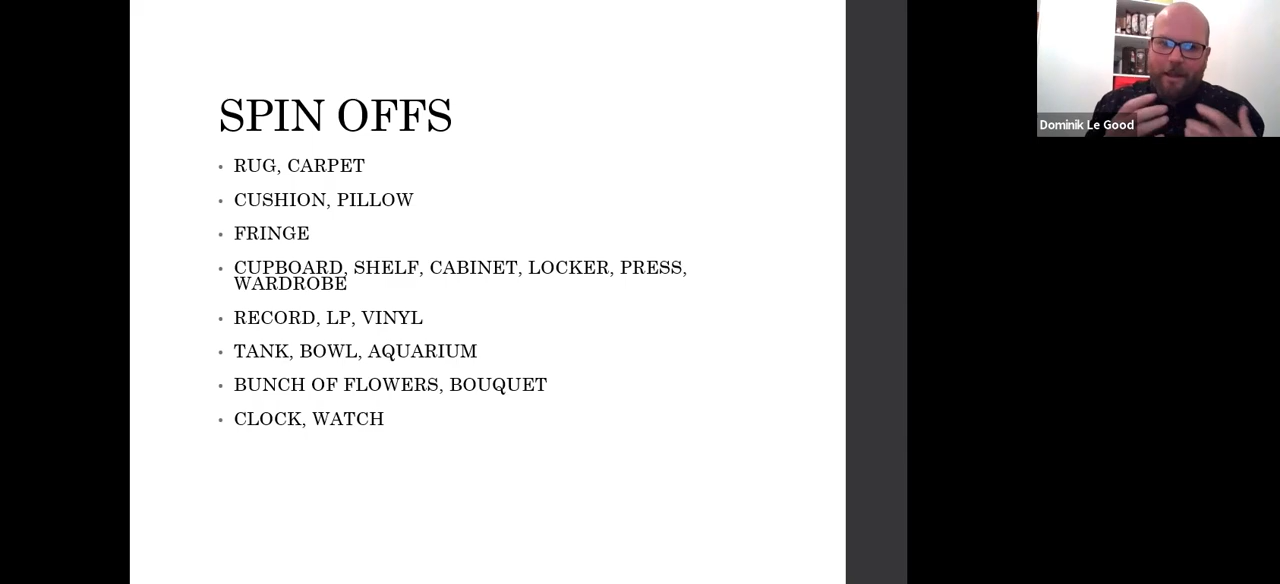 SPIN OFFS
• RUG, CARPET
• CUSHION, PILLOW
• FRINGE
• CUPBOARD, SHELF, CABINET, LOCKER, PRESS,
WARDROBE
• RECORD, LP, VINYL
• TANK, BOWL, AQUARIUM
• BUNCH OF FLOWERS, BOUQUET
• CLOCK, WATCH
Dominik Le Good